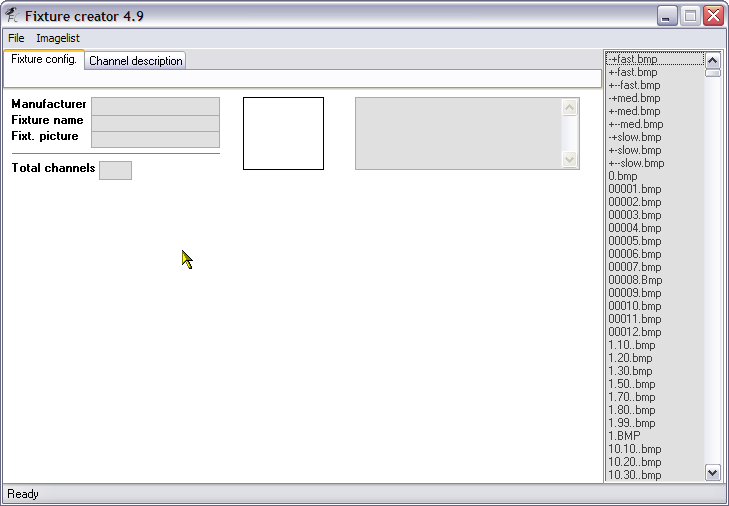 Fixture creator 4.9
File Imagelist
Fixture config. Channel description
Manufacturer
Fixture name
Fixt. picture
Total channels
-+fast.bmp
+-fast.bmp
+--fast.bmp
-+med.bmp
+-med.bmp
+--med.bmp
-+slow.bmp
+-slow.bmp
+--slow.bmp
0.bmp
00001.bmp
00002.bmp
00003.bmp
00004.bmp
00005.bmp
00006.bmp
00007.bmp
00008.Bmp
00009.bmp
00010.bmp
00011.bmp
00012.bmp
1.10..bmp
1.20.bmp
1.30.bmp
1.50..bmp
1.70..bmp
1.80..bmp
1.99..bmp
1.BMP
10.10..bmp
10.20..bmp
10.30..bmp
Ready